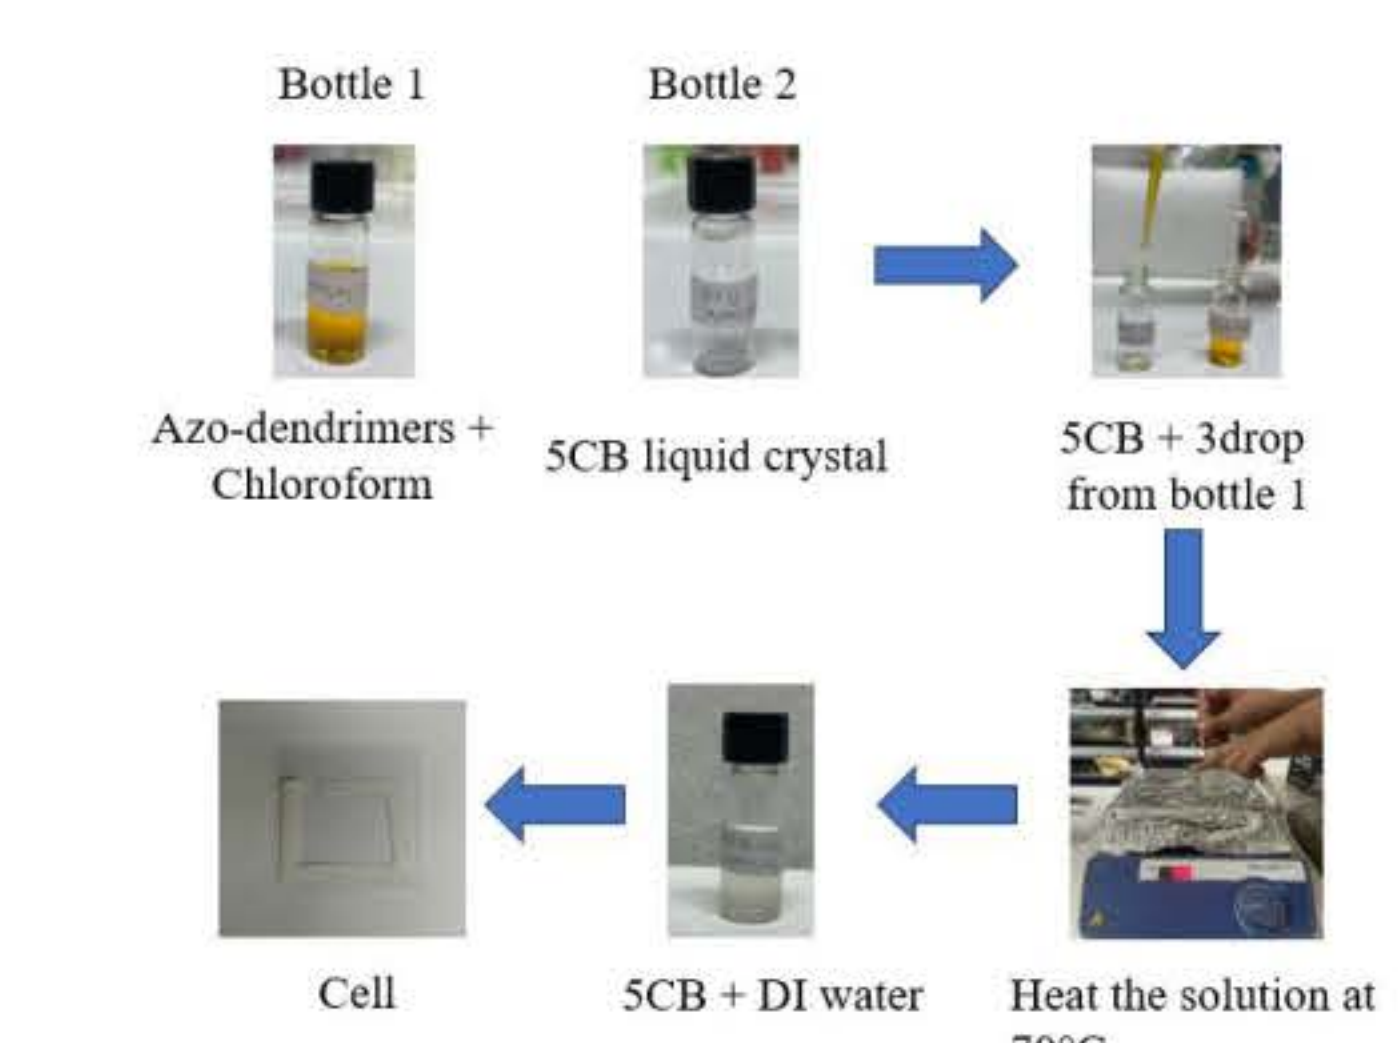 Bottle 1
Bottle 2
Azo-dendrimers +
Chloroform
5CB liquid crystal
5CB + 3drop
from bottle 1
Cell
5CB + DI water
Heat the solution at